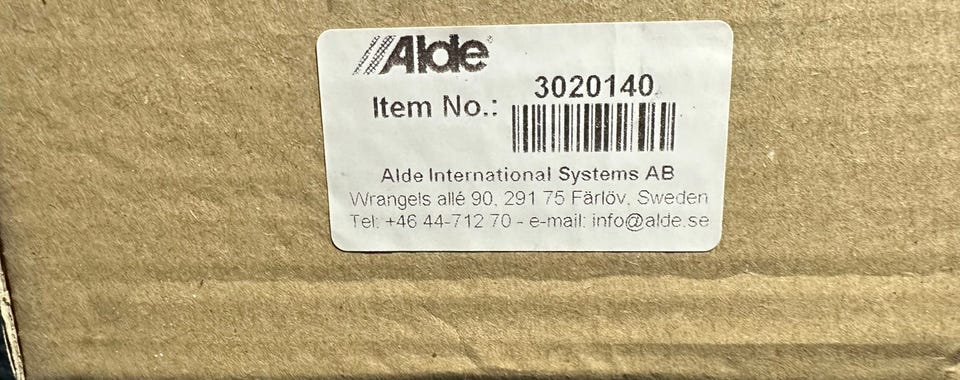 Alde
3020140
Item No.:
Alde International Systems AB
Wrangels allé 90, 291 75 Färlöv, Sweden
Tel: +46 44-712 70 - e-mail: info@alde.se